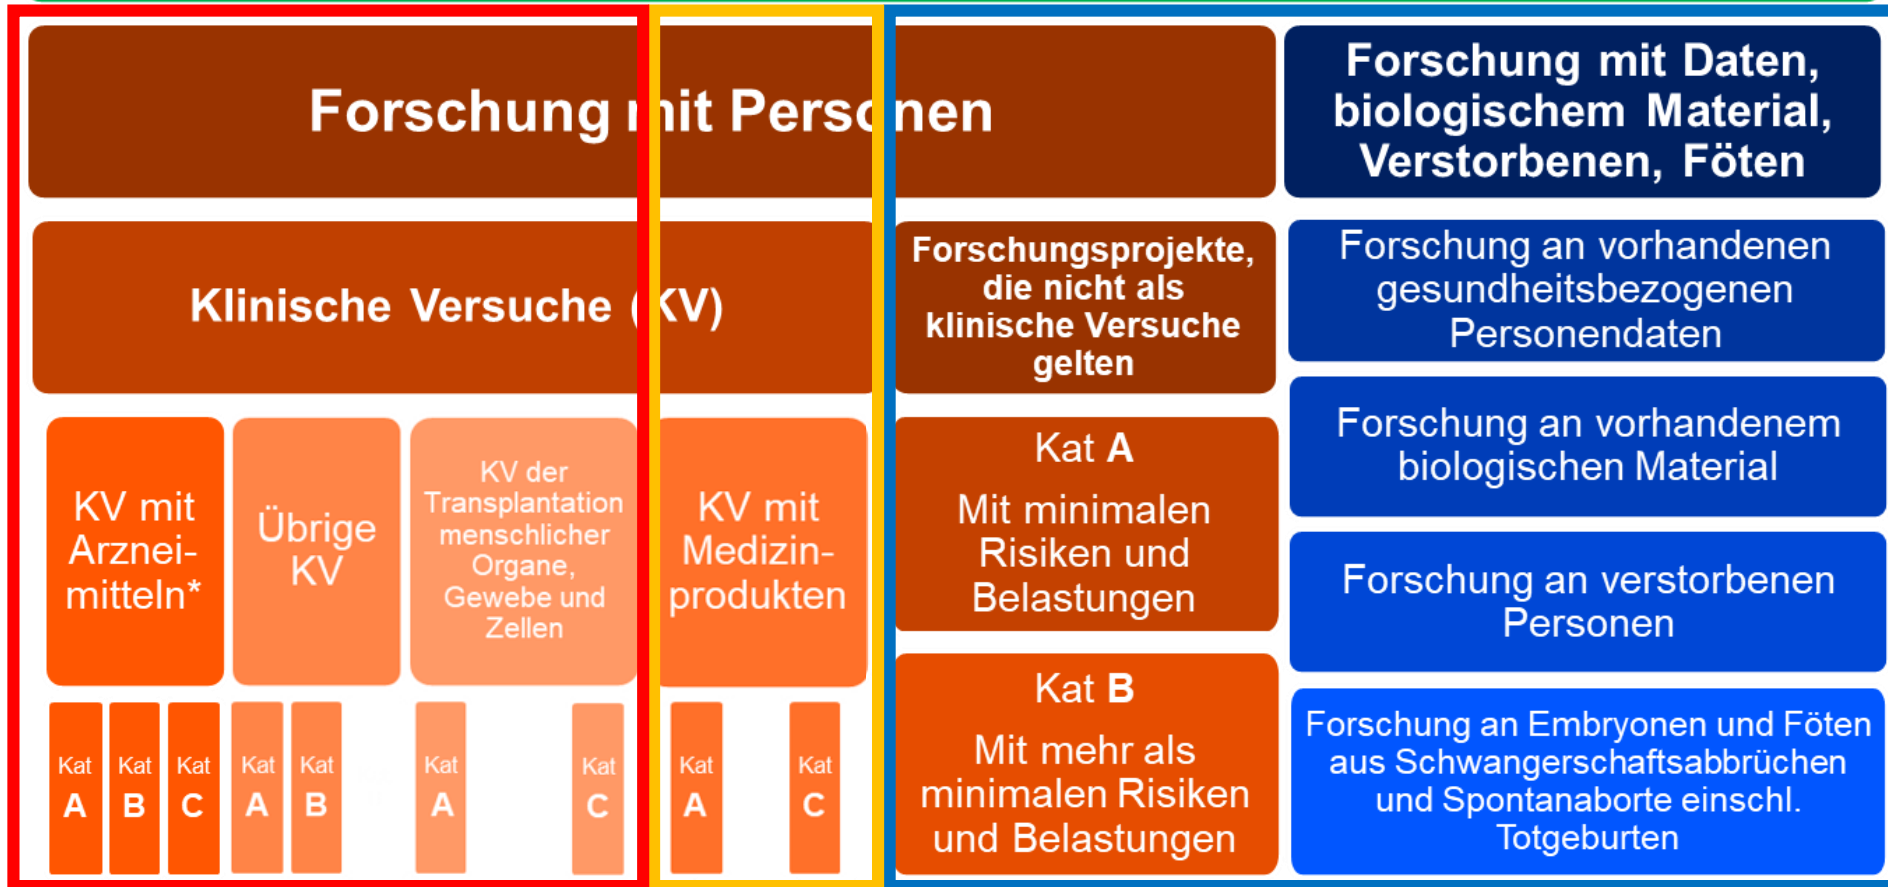 Forschung mit Personen
Forschung mit Daten,
biologischem Material,
Verstorbenen, Föten
Klinische Versuche (KV)
Forschungsprojekte,
die nicht als
klinische Versuche
gelten
Forschung an vorhandenen
gesundheitsbezogenen
Personendaten
Forschung an vorhandenem
biologischen Material
Forschung an verstorbenen
Personen
Forschung an Embryonen und Föten
aus Schwangerschaftsabbrüchen
und Spontanaborte einschl.
Totgeburten
KV mit
Arznei-
mitteln*
Übrige
KV
KV der
Transplantation
menschlicher
Organe,
Gewebe und
Zellen
KV mit
Medizin-
produkten
Kat A
Mit minimalen
Risiken und
Belastungen
Kat B
Mit mehr als
minimalen Risiken
und Belastungen
Kat
A
Kat
B
Kat
C
Kat
A
Kat
B
Kat
A
Kat
C
Kat
A
Kat
C